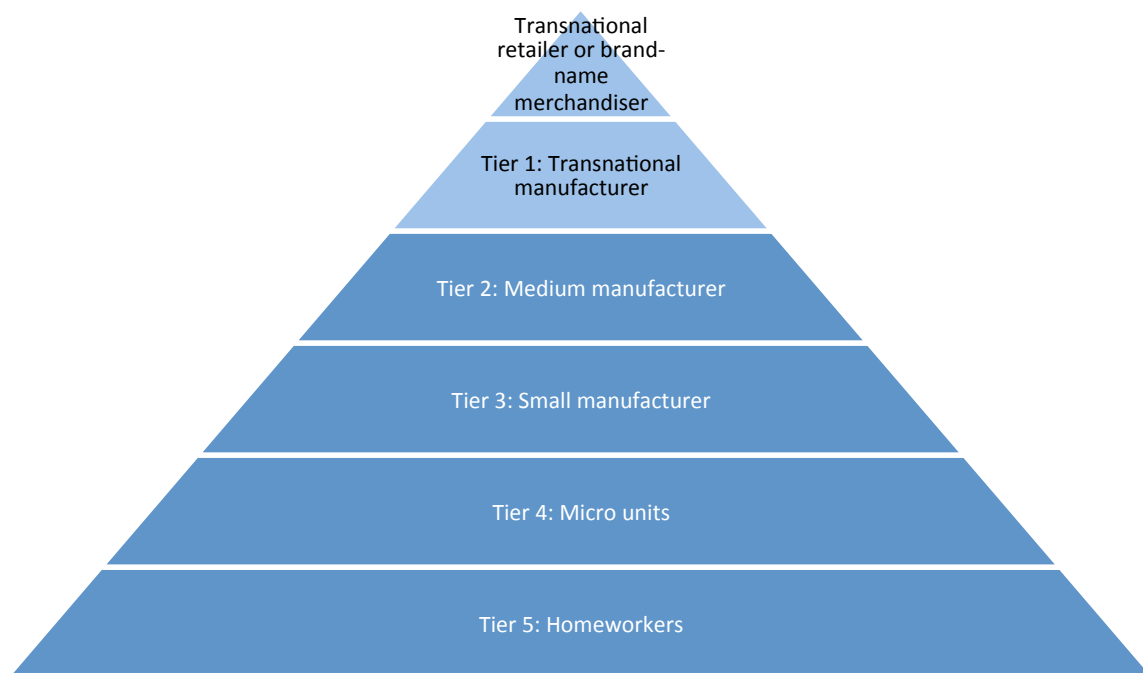 Transnational
retailer or brand-
name
merchandiser
Tier 1: Transnational
manufacturer
Tier 2: Medium manufacturer
Tier 3: Small manufacturer
Tier 4: Micro units
Tier 5: Homeworkers